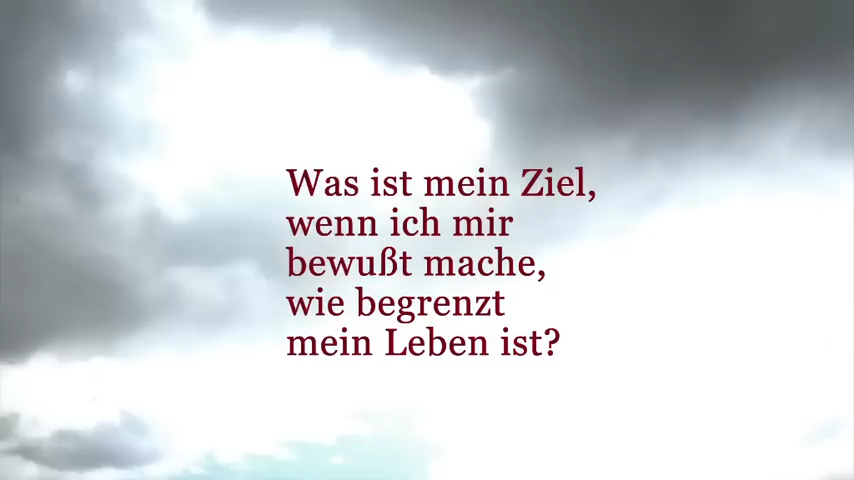 Was ist mein Ziel,
wenn ich mir
bewußt mache,
wie begrenzt
mein Leben ist?